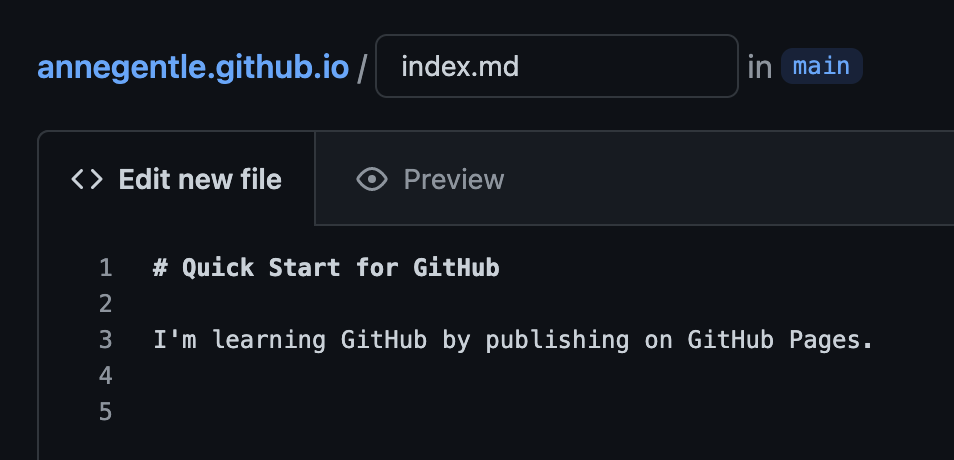 annegentle.github.io / index.md in main
<> Edit new file Preview
1 # Quick Start for GitHub
2
3 I'm learning GitHub by publishing on GitHub Pages.
4
5